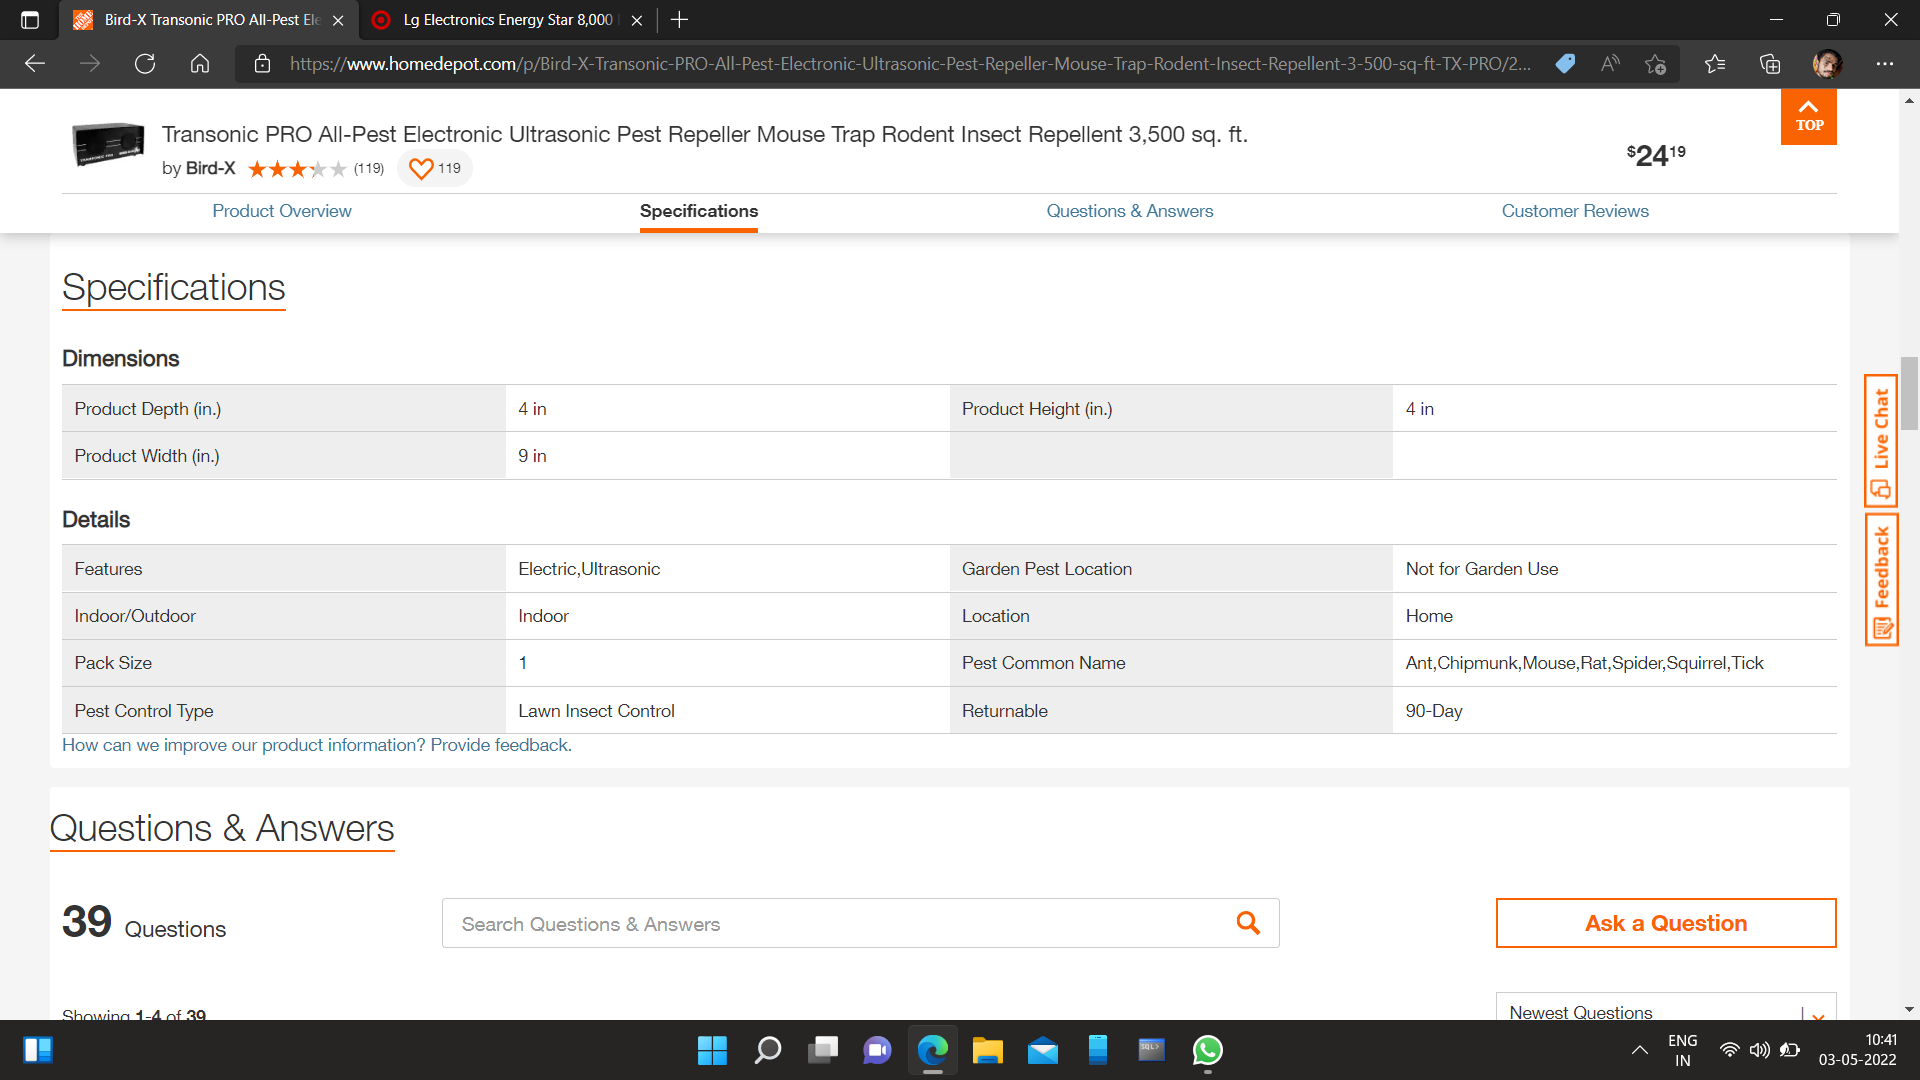 Bird-X Transonic PRO All-Pest Ele
Lg Electronics Energy Star 8,000
https://www.homedepot.com/p/Bird-X-Transonic-PRO-All-Pest-Electronic-Ultrasonic-Pest-Repeller-Mouse-Trap-Rodent-Insect-Repellent-3-500-sq-ft-TX-PRO/2...
Transonic PRO All-Pest Electronic Ultrasonic Pest Repeller Mouse Trap Rodent Insect Repellent 3,500 sq. ft.
by Bird-X (119) 119
$2419
TOP
Product Overview
Specifications
Questions & Answers
Customer Reviews
Specifications
Dimensions
Product Depth (in.) 4 in Product Height (in.) 4 in
Product Width (in.) 9 in
Details
Features Electric,Ultrasonic Garden Pest Location Not for Garden Use
Indoor/Outdoor Indoor Location Home
Pack Size 1 Pest Common Name Ant,Chipmunk,Mouse,Rat,Spider,Squirrel,Tick
Pest Control Type Lawn Insect Control Returnable 90-Day
How can we improve our product information? Provide feedback.
Live Chat
Feedback
Questions & Answers
39 Questions
Search Questions & Answers
Ask a Question
Showing 1-4 of 39
Newest Questions
SQL>
ENG
IN
10:41
03-05-2022